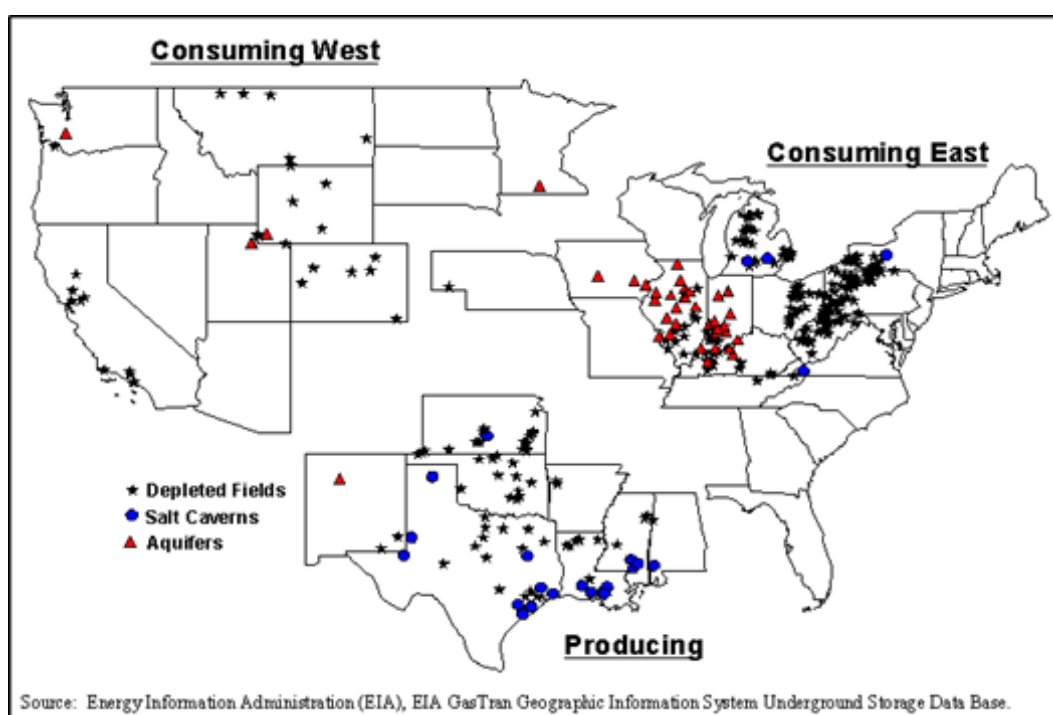 Consuming West
Consuming East
Depleted Fields
Salt Caverns
Aquifers
Producing
Source: Energy Information Administration (EIA), EIA GasTran Geographic Information System Underground Storage Data Base.